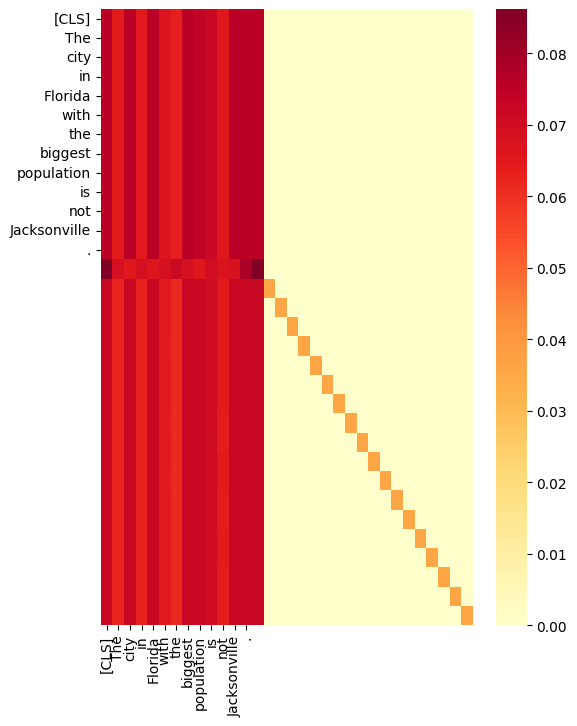 [CLS]
The
city
in
Florida
with
the
biggest
population
is
not
Jacksonville
.
[CLS]
The
city
in
Florida
with
the
biggest
population
is
not
Jacksonville
.
0.08
0.07
0.06
0.05
0.04
0.03
0.02
0.01
0.00